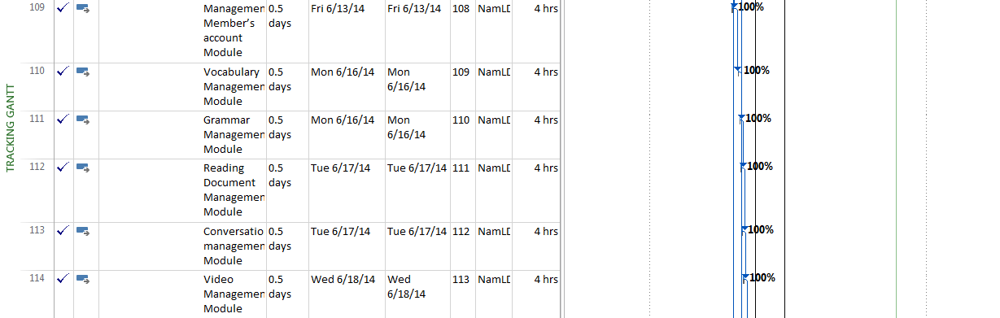 TRACKING GANTT
109 Managemen 0.5 Fri 6/13/14 Fri 6/13/14 108 NamLD 4 hrs 100%
Member's days
account
Module
110 Vocabulary 0.5 Mon 6/16/14 Mon 109 NamLD 4 hrs 100%
Managemen days 6/16/14
Module
111 Grammar 0.5 Mon 6/16/14 Mon 110 NamLD 4 hrs 100%
Managemen days 6/16/14
Module
112 Reading 0.5 Tue 6/17/14 Tue 6/17/14 111 NamLD 4 hrs 100%
Document days
Managemen
Module
113 Conversatio 0.5 Tue 6/17/14 Tue 6/17/14 112 NamLD 4 hrs 100%
managemen days
Module
114 Video 0.5 Wed 6/18/14 Wed 113 NamLD 4 hrs 100%
Managemen days 6/18/14
Module